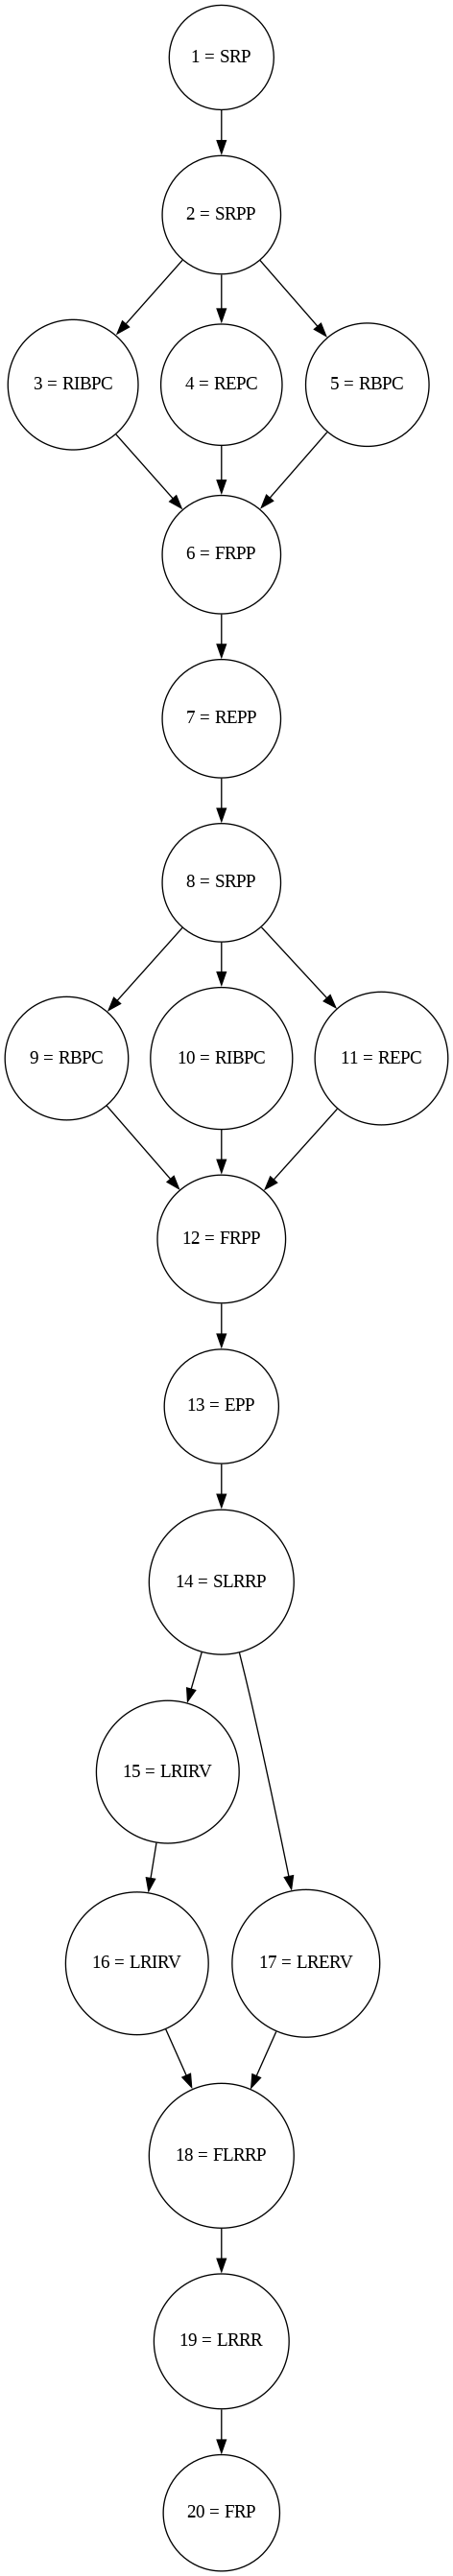 1 = SRP
2 = SRPP
3 = RIBPC
4 = REPC
5 = RBPC
6 = FRPP
7 = REPP
8 = SRPP
9 = RBPC
10 = RIBPC
11 = REPC
12 = FRPP
13 = EPP
14 = SLRRP
15 = LRIRV
16 = LRIRV
17 = LRERV
18 = FLRRP
19 = LRRR
20 = FRP